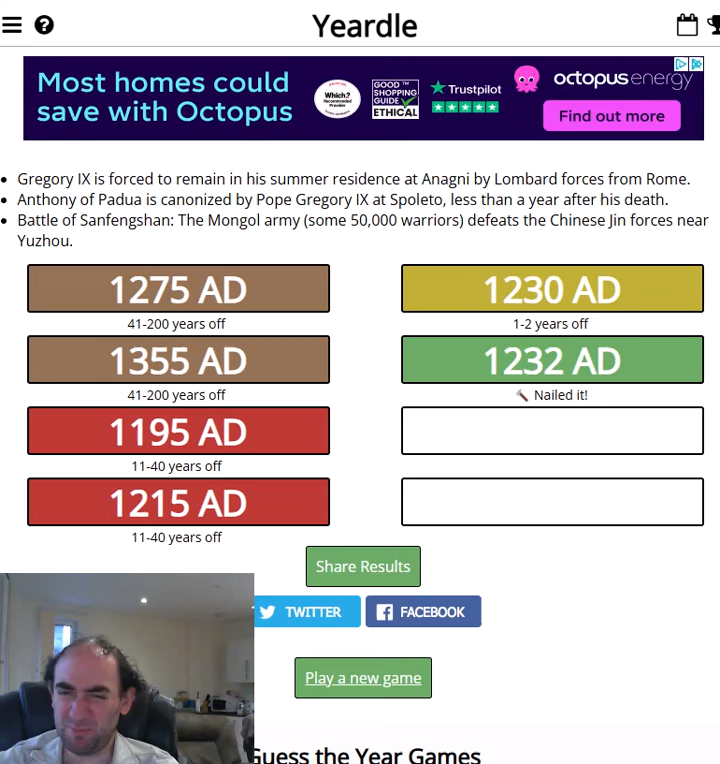 Yeardle
Most homes could
save with Octopus
Which?
Recommended
Provider
GOOD
SHOPPING
GUIDE
ETHICAL
Trustpilot
octopusenergy
Find out more
• Gregory IX is forced to remain in his summer residence at Anagni by Lombard forces from Rome.
• Anthony of Padua is canonized by Pope Gregory IX at Spoleto, less than a year after his death.
• Battle of Sanfengshan: The Mongol army (some 50,000 warriors) defeats the Chinese Jin forces near
Yuzhou.
1275 AD
41-200 years off
1355 AD
41-200 years off
1195 AD
11-40 years off
1215 AD
11-40 years off
1230 AD
1-2 years off
1232 AD
🔨 Nailed it!
Share Results
TWITTER
FACEBOOK
Play a new game
Guess the Year Games